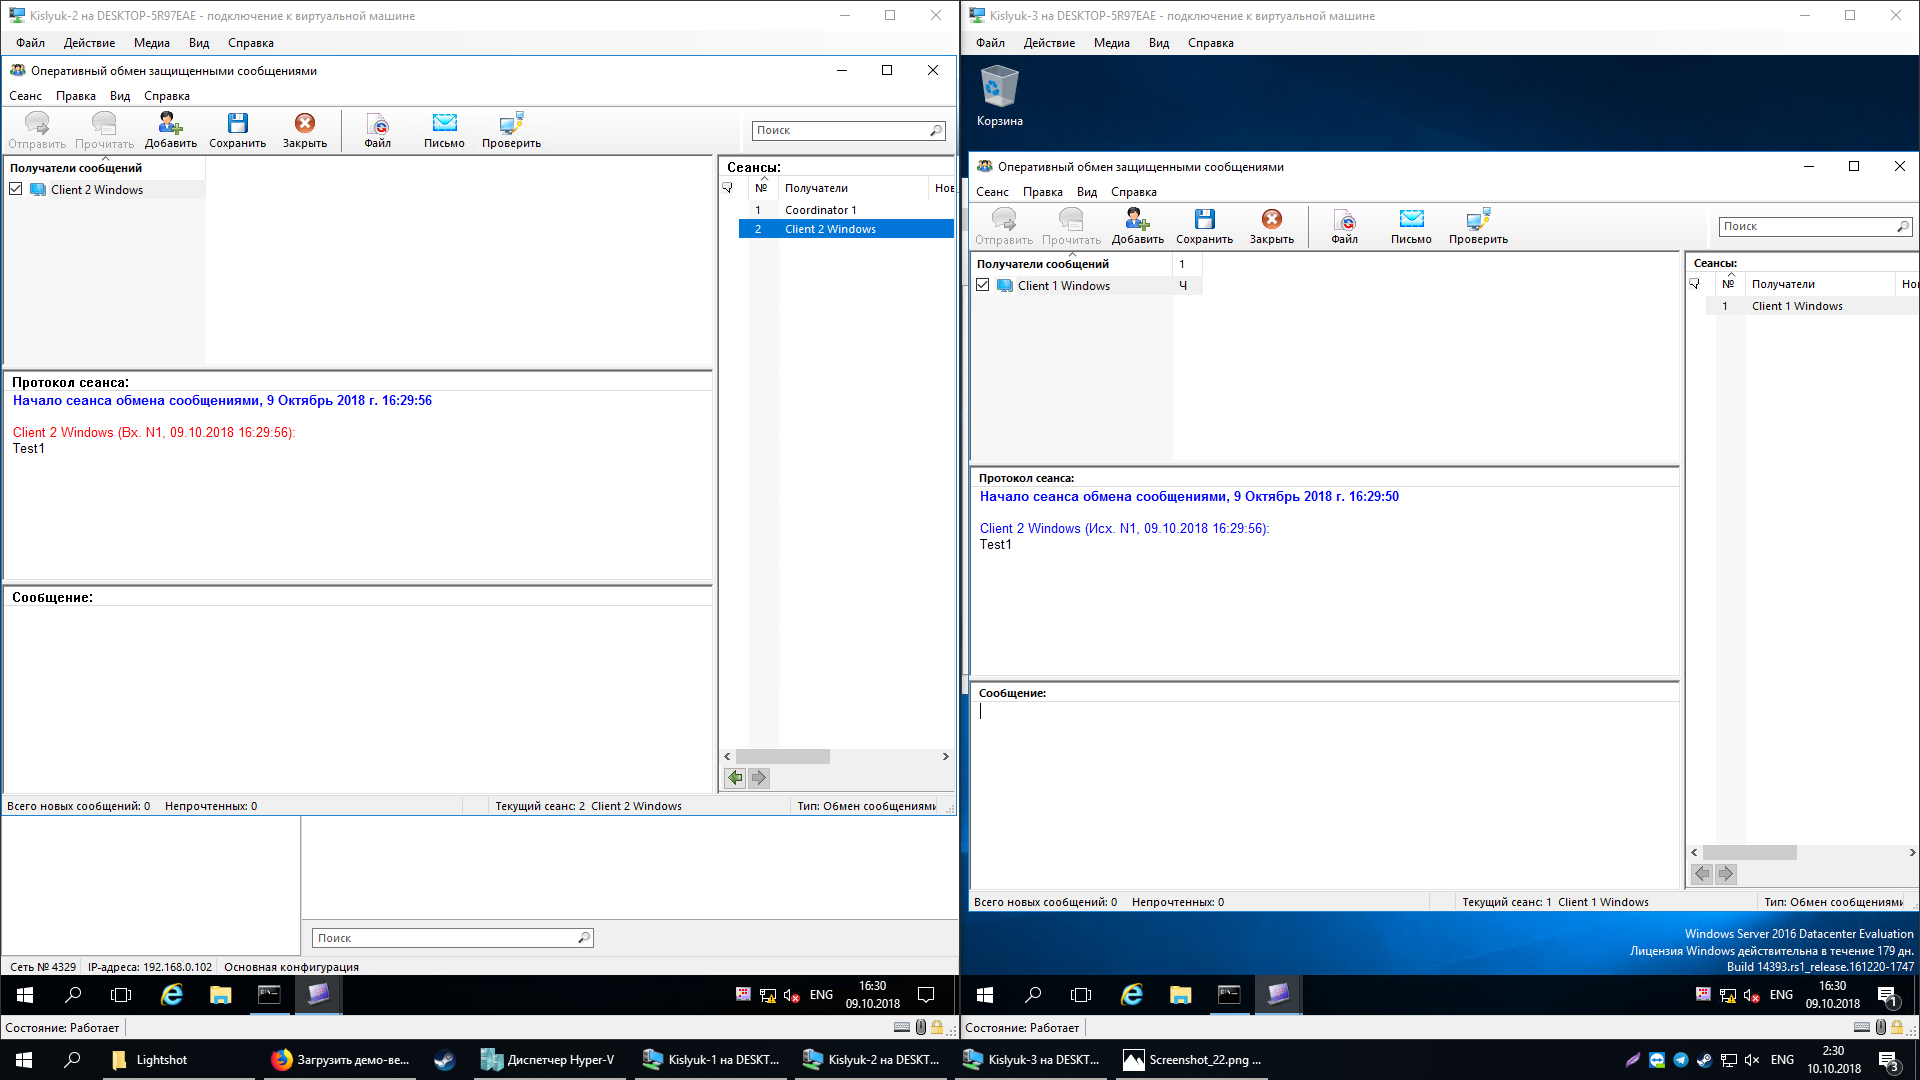 Kislyuk-2 на DESKTOP-5R97EAE - подключение к виртуальной машине
Файл Действие Медиа Вид Справка
Оперативный обмен защищенными сообщениями
Сеанс Правка Вид Справка
Отправить Прочитать Добавить Сохранить Закрыть Файл Письмо Проверить
Поиск
Получатели сообщений
Client 2 Windows
Сеансы:
№ Получатели Нов
1 Coordinator 1
2 Client 2 Windows
Протокол сеанса:
Начало сеанса обмена сообщениями, 9 Октябрь 2018 г. 16:29:56
Client 2 Windows (Вх. N1, 09.10.2018 16:29:56):
Test1
Сообщение:
Всего новых сообщений: 0 Непрочтенных: 0 Текущий сеанс: 2 Client 2 Windows Тип: Обмен сообщениями
Поиск
Сеть № 4329 IP-адреса: 192.168.0.102 Основная конфигурация
ENG 16:30
09.10.2018
Состояние: Работает
Kislyuk-3 на DESKTOP-5R97EAE - подключение к виртуальной машине
Файл Действие Медиа Вид Справка
Корзина
Оперативный обмен защищенными сообщениями
Сеанс Правка Вид Справка
Отправить Прочитать Добавить Сохранить Закрыть Файл Письмо Проверить
Поиск
Получатели сообщений 1
Client 1 Windows Ч
Сеансы:
№ Получатели Нов
1 Client 1 Windows
Протокол сеанса:
Начало сеанса обмена сообщениями, 9 Октябрь 2018 г. 16:29:50
Client 2 Windows (Исх. N1, 09.10.2018 16:29:56):
Test1
Сообщение:
Всего новых сообщений: 0 Непрочтенных: 0 Текущий сеанс: 1 Client 1 Windows Тип: Обмен сообщениями
Windows Server 2016 Datacenter Evaluation
Лицензия Windows действительна в течение 179 дн.
Build 14393.rs1_release.161220-1747
ENG 16:30
09.10.2018 1
Состояние: Работает
Lightshot Загрузить демо-ве... Диспетчер Hyper-V Kislyuk-1 на DESKT... Kislyuk-2 на DESKT... Kislyuk-3 на DESKT... Screenshot_22.png ... ENG 2:30
10.10.2018 3